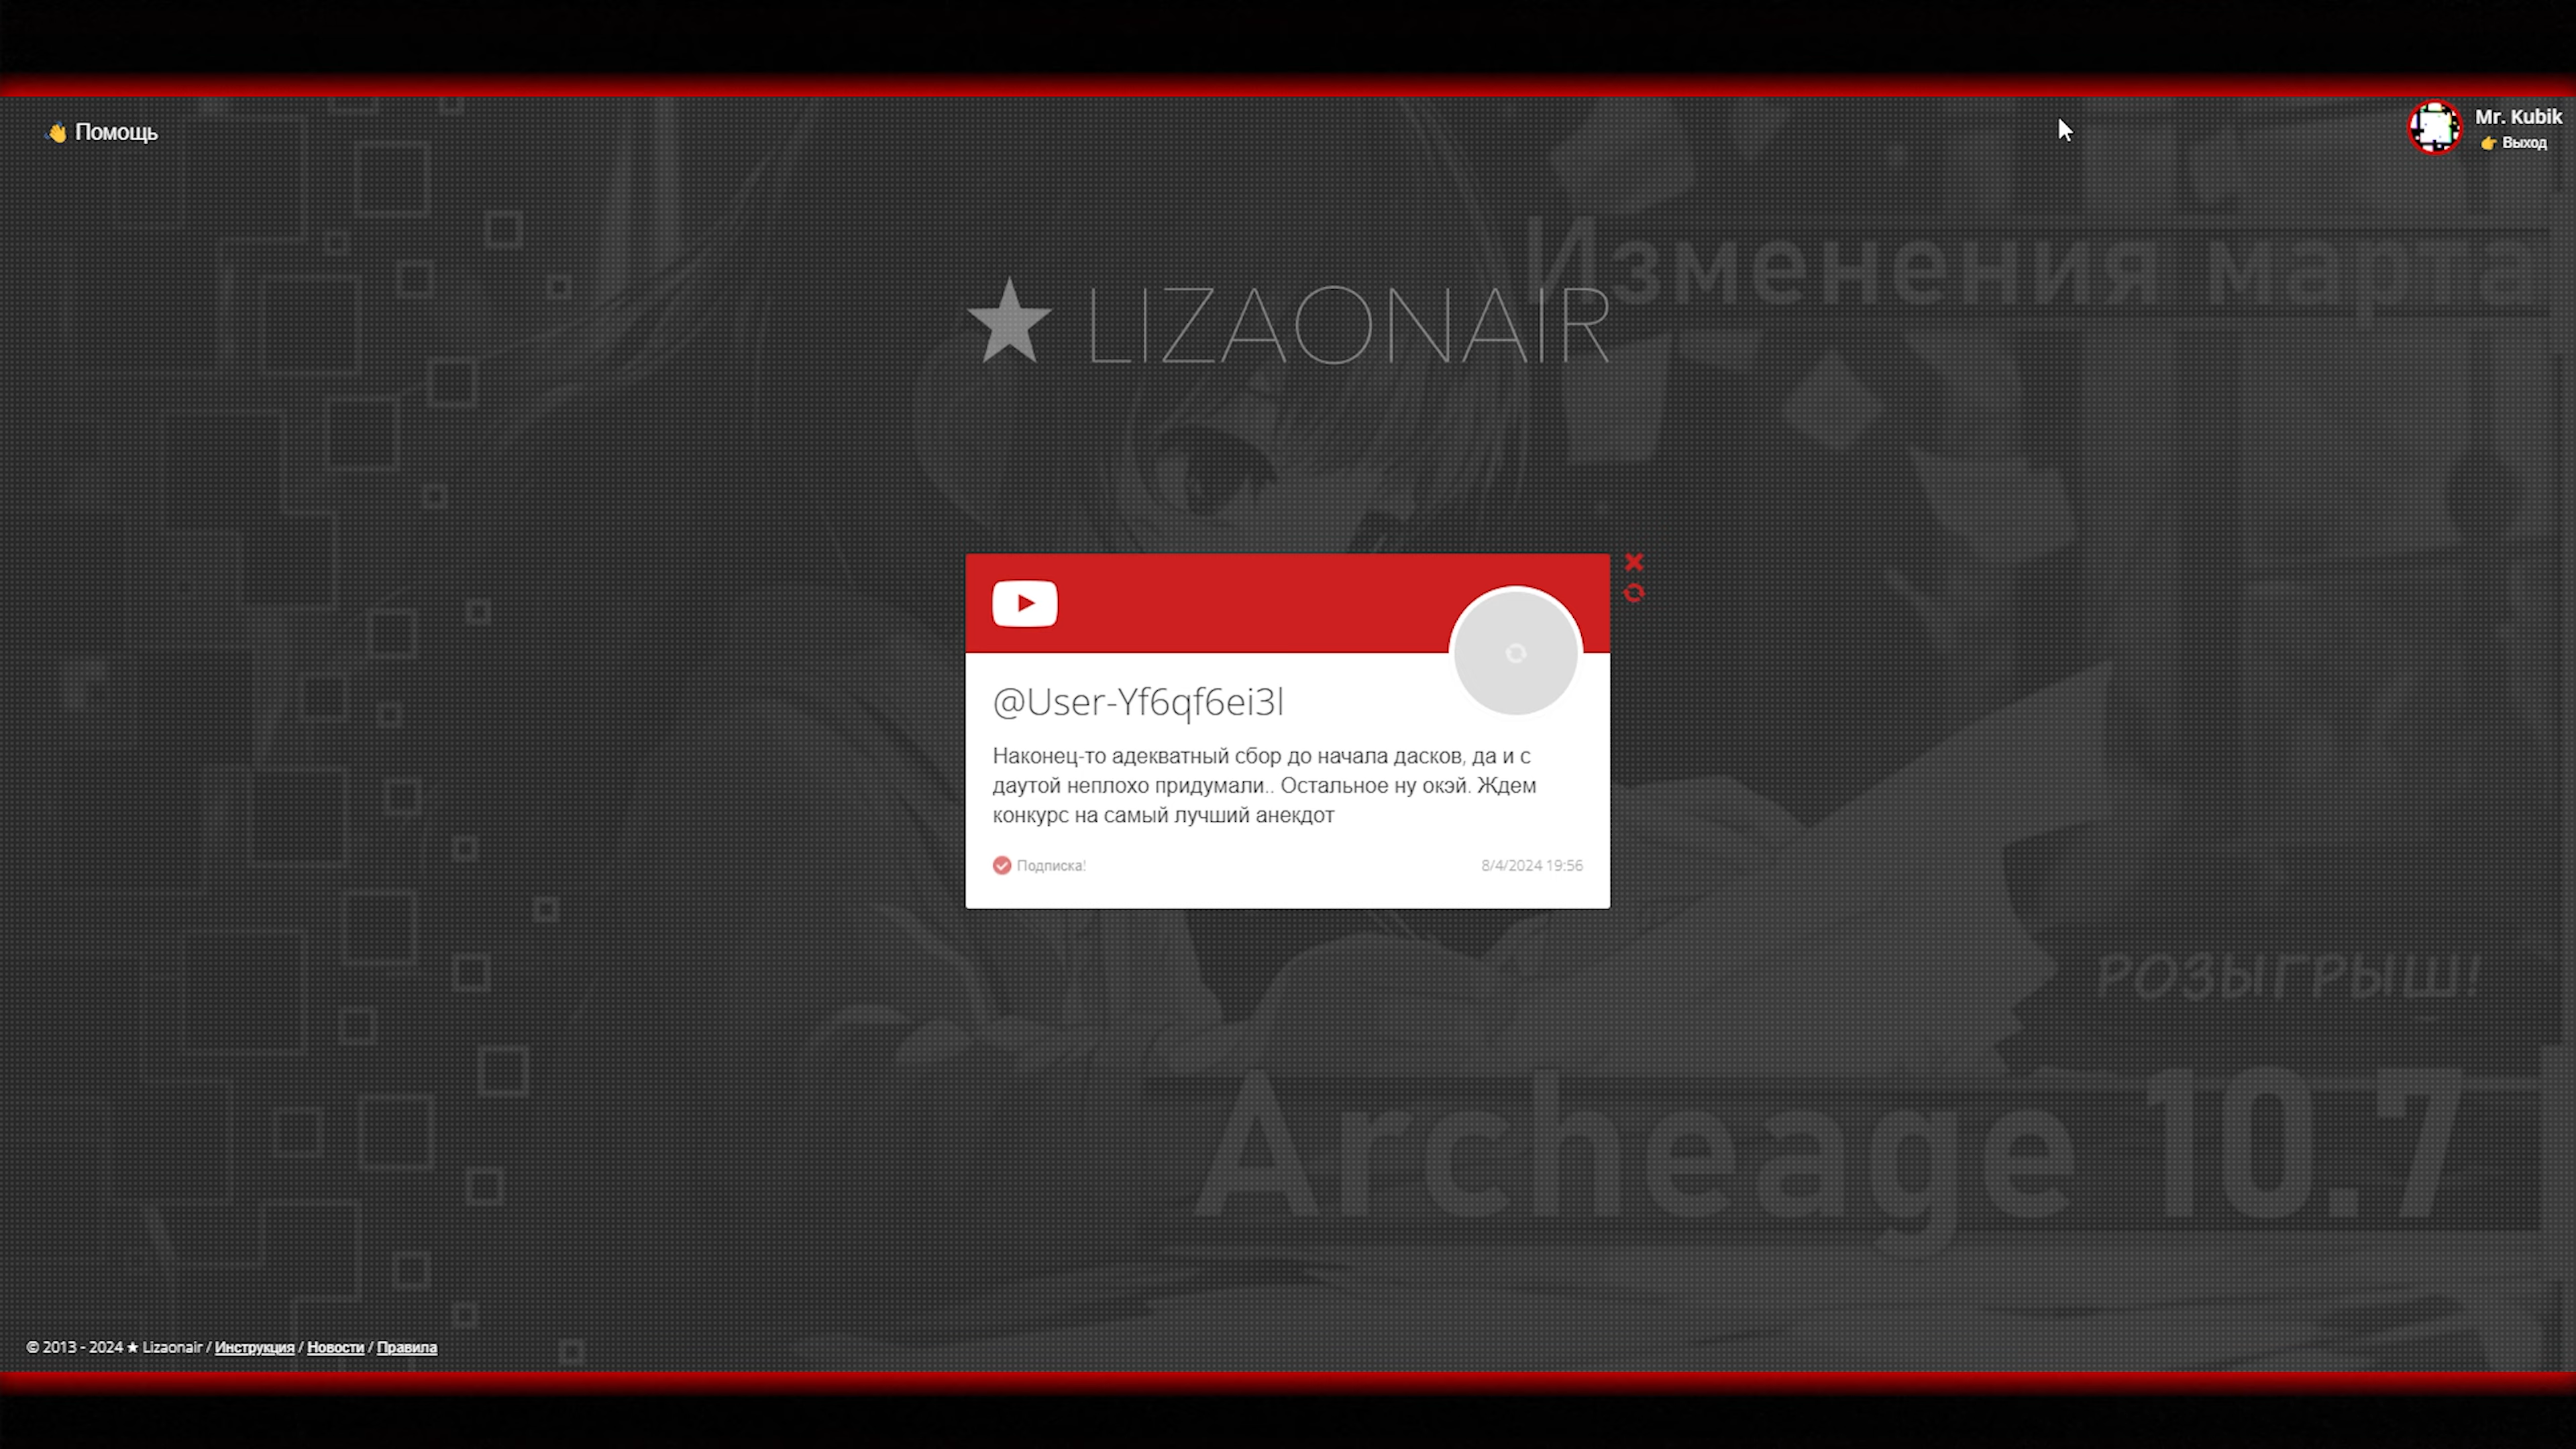 👋 Помощь
Mr. Kubik
👉 Выход
Изменения марта
★ LIZAONAIR
@User-Yf6qf6ei3l
Наконец-то адекватный сбор до начала дасков, да и с
даутой неплохо придумали.. Остальное ну окэй. Ждем
конкурс на самый лучший анекдот
Подписка!
8/4/2024 19:56
РОЗЫГРЫШ!
Archeage 10.7
© 2013 - 2024 ★ Lizaonair / Инструкция / Новости / Правила